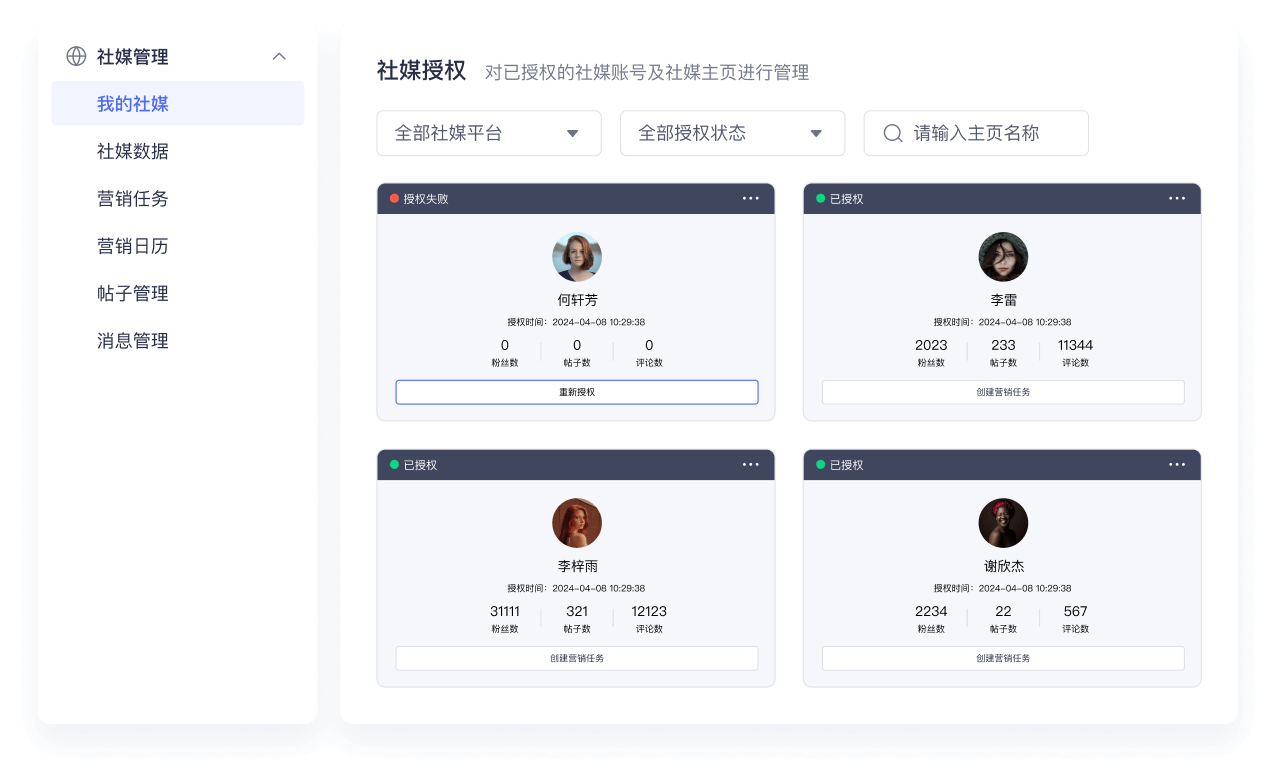 社媒管理
我的社媒
社媒数据
营销任务
营销日历
帖子管理
消息管理
社媒授权 对已授权的社媒账号及社媒主页进行管理
全部社媒平台 全部授权状态 请输入主页名称
授权失败
何轩芳
授权时间：2024-04-08 10:29:38
0 0 0
粉丝数 帖子数 评论数
重新授权
已授权
李雷
授权时间：2024-04-08 10:29:38
2023 233 11344
粉丝数 帖子数 评论数
创建营销任务
已授权
李梓雨
授权时间：2024-04-08 10:29:38
31111 321 12123
粉丝数 帖子数 评论数
创建营销任务
已授权
谢欣杰
授权时间：2024-04-08 10:29:38
2234 22 567
粉丝数 帖子数 评论数
创建营销任务